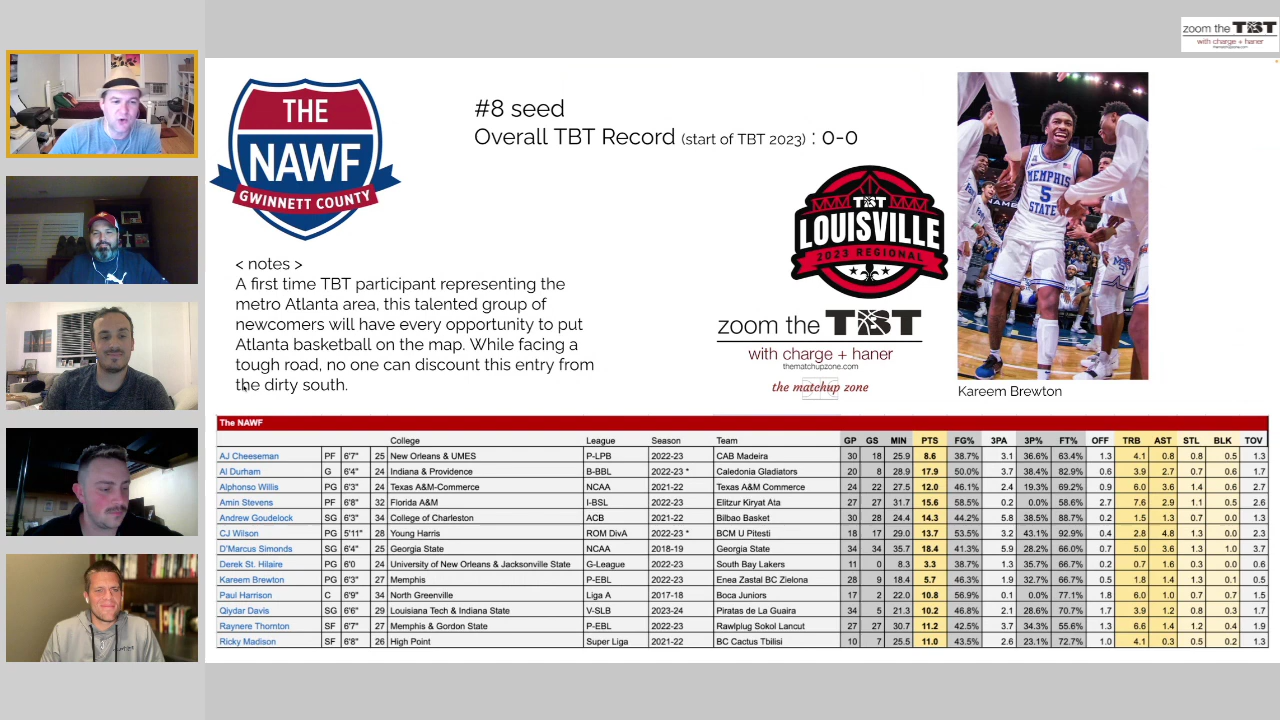 zoom the TBT
with charge + haner
thematchupzone.com
THE
NAWF
GWINNETT COUNTY
#8 seed
Overall TBT Record (start of TBT 2023) : 0-0
TBT
LOUISVILLE
2023 REGIONAL
MEMPHIS
5
STATE
< notes >
A first time TBT participant representing the
metro Atlanta area, this talented group of
newcomers will have every opportunity to put
Atlanta basketball on the map. While facing a
tough road, no one can discount this entry from
the dirty south.
zoom the TBT
with charge + haner
thematchupzone.com
the matchup zone
Kareem Brewton
The NAWF
College League Season Team GP GS MIN PTS FG% 3PA 3P% FT% OFF TRB AST STL BLK TOV
AJ Cheeseman PF 6'7" 25 New Orleans & UMES P-LPB 2022-23 CAB Madeira 30 18 25.9 8.6 38.7% 3.1 36.6% 63.4% 1.3 4.1 0.8 0.8 0.5 1.3
Al Durham G 6'4" 24 Indiana & Providence B-BBL 2022-23 * Caledonia Gladiators 20 8 28.9 17.9 50.0% 3.7 38.4% 82.9% 0.6 3.9 2.7 0.7 0.6 1.7
Alphonso Willis PG 6'3" 24 Texas A&M-Commerce NCAA 2021-22 Texas A&M Commerce 24 22 27.5 12.0 46.1% 2.4 19.3% 69.2% 0.9 6.0 3.6 1.4 0.6 2.7
Amin Stevens PF 6'8" 32 Florida A&M I-BSL 2022-23 Elitzur Kiryat Ata 27 27 31.7 15.6 58.5% 0.2 0.0% 58.6% 2.7 7.6 2.9 1.1 0.5 2.6
Andrew Goudelock SG 6'3" 34 College of Charleston ACB 2021-22 Bilbao Basket 30 28 24.4 14.3 44.2% 5.8 38.5% 88.7% 0.2 1.5 1.3 0.5 0.0 1.3
CJ Wilson PG 5'11" 28 Young Harris ROM DivA 2022-23 * BCM U Pitesti 18 17 29.0 13.7 53.5% 3.2 43.1% 92.9% 0.4 2.8 4.8 1.3 0.0 2.3
D'Marcus Simonds SG 6'4" 25 Georgia State NCAA 2018-19 Georgia State 34 34 35.7 18.4 41.3% 5.9 28.2% 66.0% 0.7 5.0 3.6 1.3 1.0 3.7
Derek St. Hilaire PG 6'0 24 University of New Orleans & Jacksonville State G-League 2022-23 South Bay Lakers 11 0 8.3 3.3 38.7% 1.3 35.7% 66.7% 0.2 0.7 1.6 0.3 0.0 0.6
Kareem Brewton PG 6'3" 27 Memphis P-EBL 2022-23 Enea Zastal BC Zielona 28 9 18.4 5.7 46.3% 1.9 32.7% 66.7% 0.5 1.8 1.4 1.3 0.1 0.5
Paul Harrison C 6'9" 34 North Greenville Liga A 2017-18 Boca Juniors 17 2 22.0 10.8 56.9% 0.1 0.0% 77.1% 1.8 6.0 1.0 0.7 0.5 1.7
Qiydar Davis SG 6'6" 29 Louisiana Tech & Indiana State V-SLB 2023-24 Piratas de La Guaira 34 5 21.3 10.2 46.8% 2.1 28.6% 70.7% 1.7 3.9 1.2 0.8 0.3 1.7
Raynere Thornton SF 6'7" 27 Memphis & Gordon State P-EBL 2022-23 Rawlplug Sokol Lancut 27 27 30.7 11.2 42.5% 3.7 34.3% 55.6% 1.3 6.6 1.4 1.2 0.4 1.9
Ricky Madison SF 6'8" 26 High Point Super Liga 2021-22 BC Cactus Tbilisi 10 7 25.5 11.0 43.5% 2.6 23.1% 72.7% 1.0 4.1 0.3 0.5 0.2 1.3